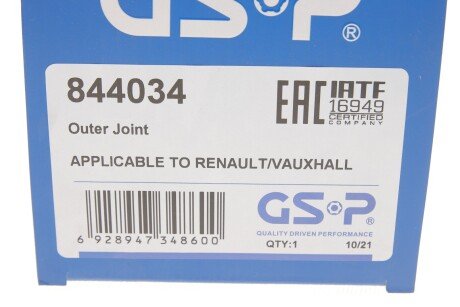 GSP®
844034
Outer Joint
EAC IATF
16949
CERTIFIED
COMPANY
APPLICABLE TO RENAULT/VAUXHALL
6 928947 348600
GSP®
QUALITY DRIVEN PERFORMANCE
QTY:1 10/21